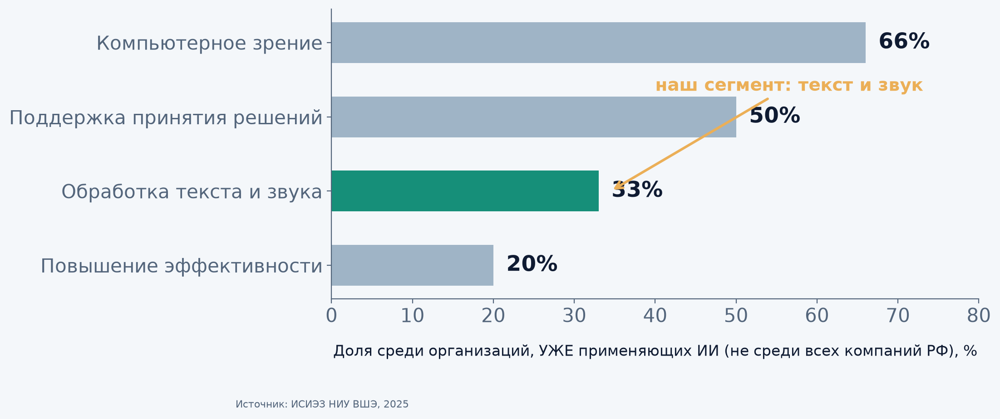 Компьютерное зрение
66%
наш сегмент: текст и звук
Поддержка принятия решений
50%
Обработка текста и звука
33%
Повышение эффективности
20%
0 10 20 30 40 50 60 70 80
Доля среди организаций, УЖЕ применяющих ИИ (не среди всех компаний РФ), %
Источник: ИСИЭЗ НИУ ВШЭ, 2025